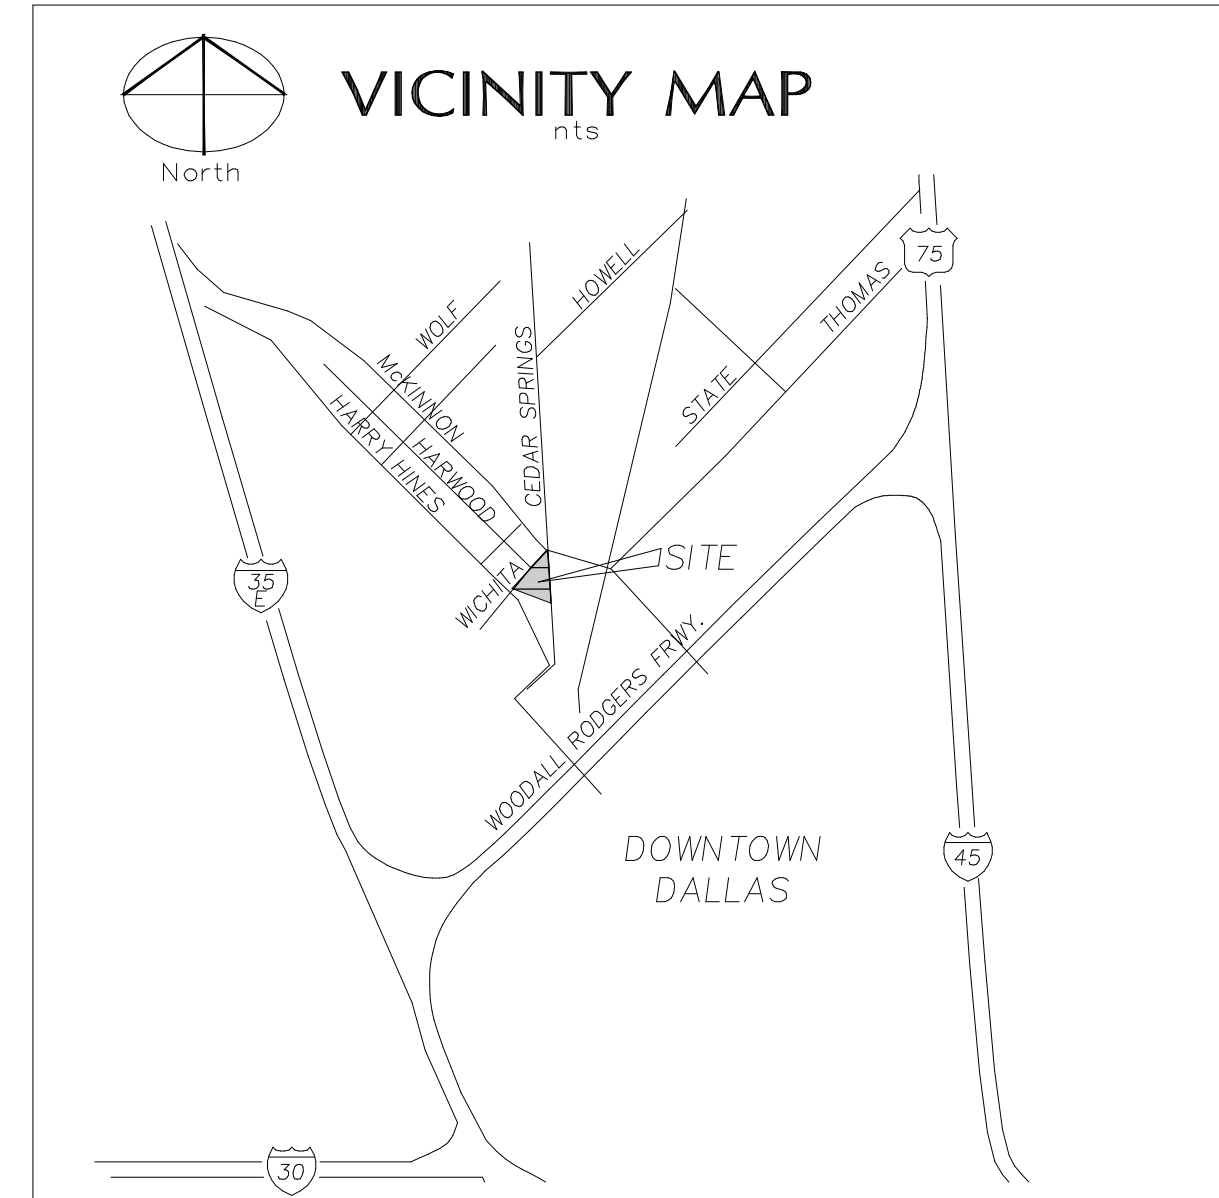 VICINITY MAP
nts
North
75
HOWELL
THOMAS
WOLF
CEDAR SPRINGS
McKINNON
STATE
HARRY HINES
HARWOOD
SITE
35
E
WICHITA
WOODALL RODGERS FRWY.
DOWNTOWN
DALLAS
45
30